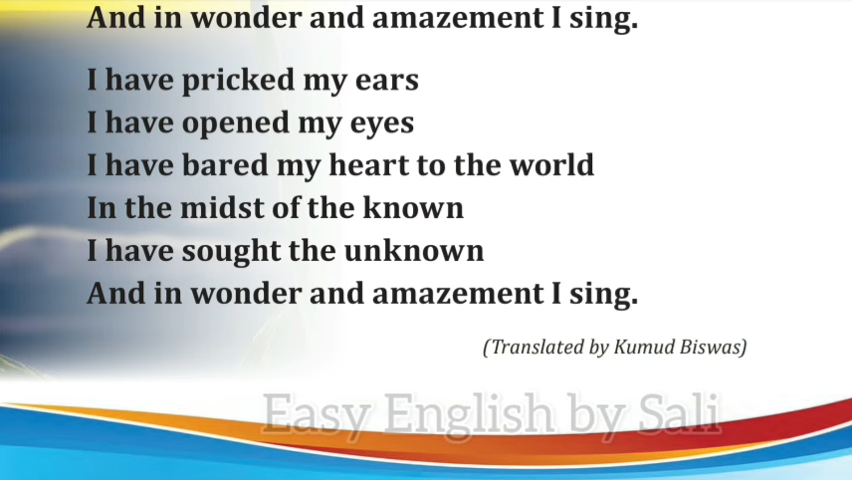 And in wonder and amazement I sing.
I have pricked my ears
I have opened my eyes
I have bared my heart to the world
In the midst of the known
I have sought the unknown
And in wonder and amazement I sing.
(Translated by Kumud Biswas)
Easy English by Sali